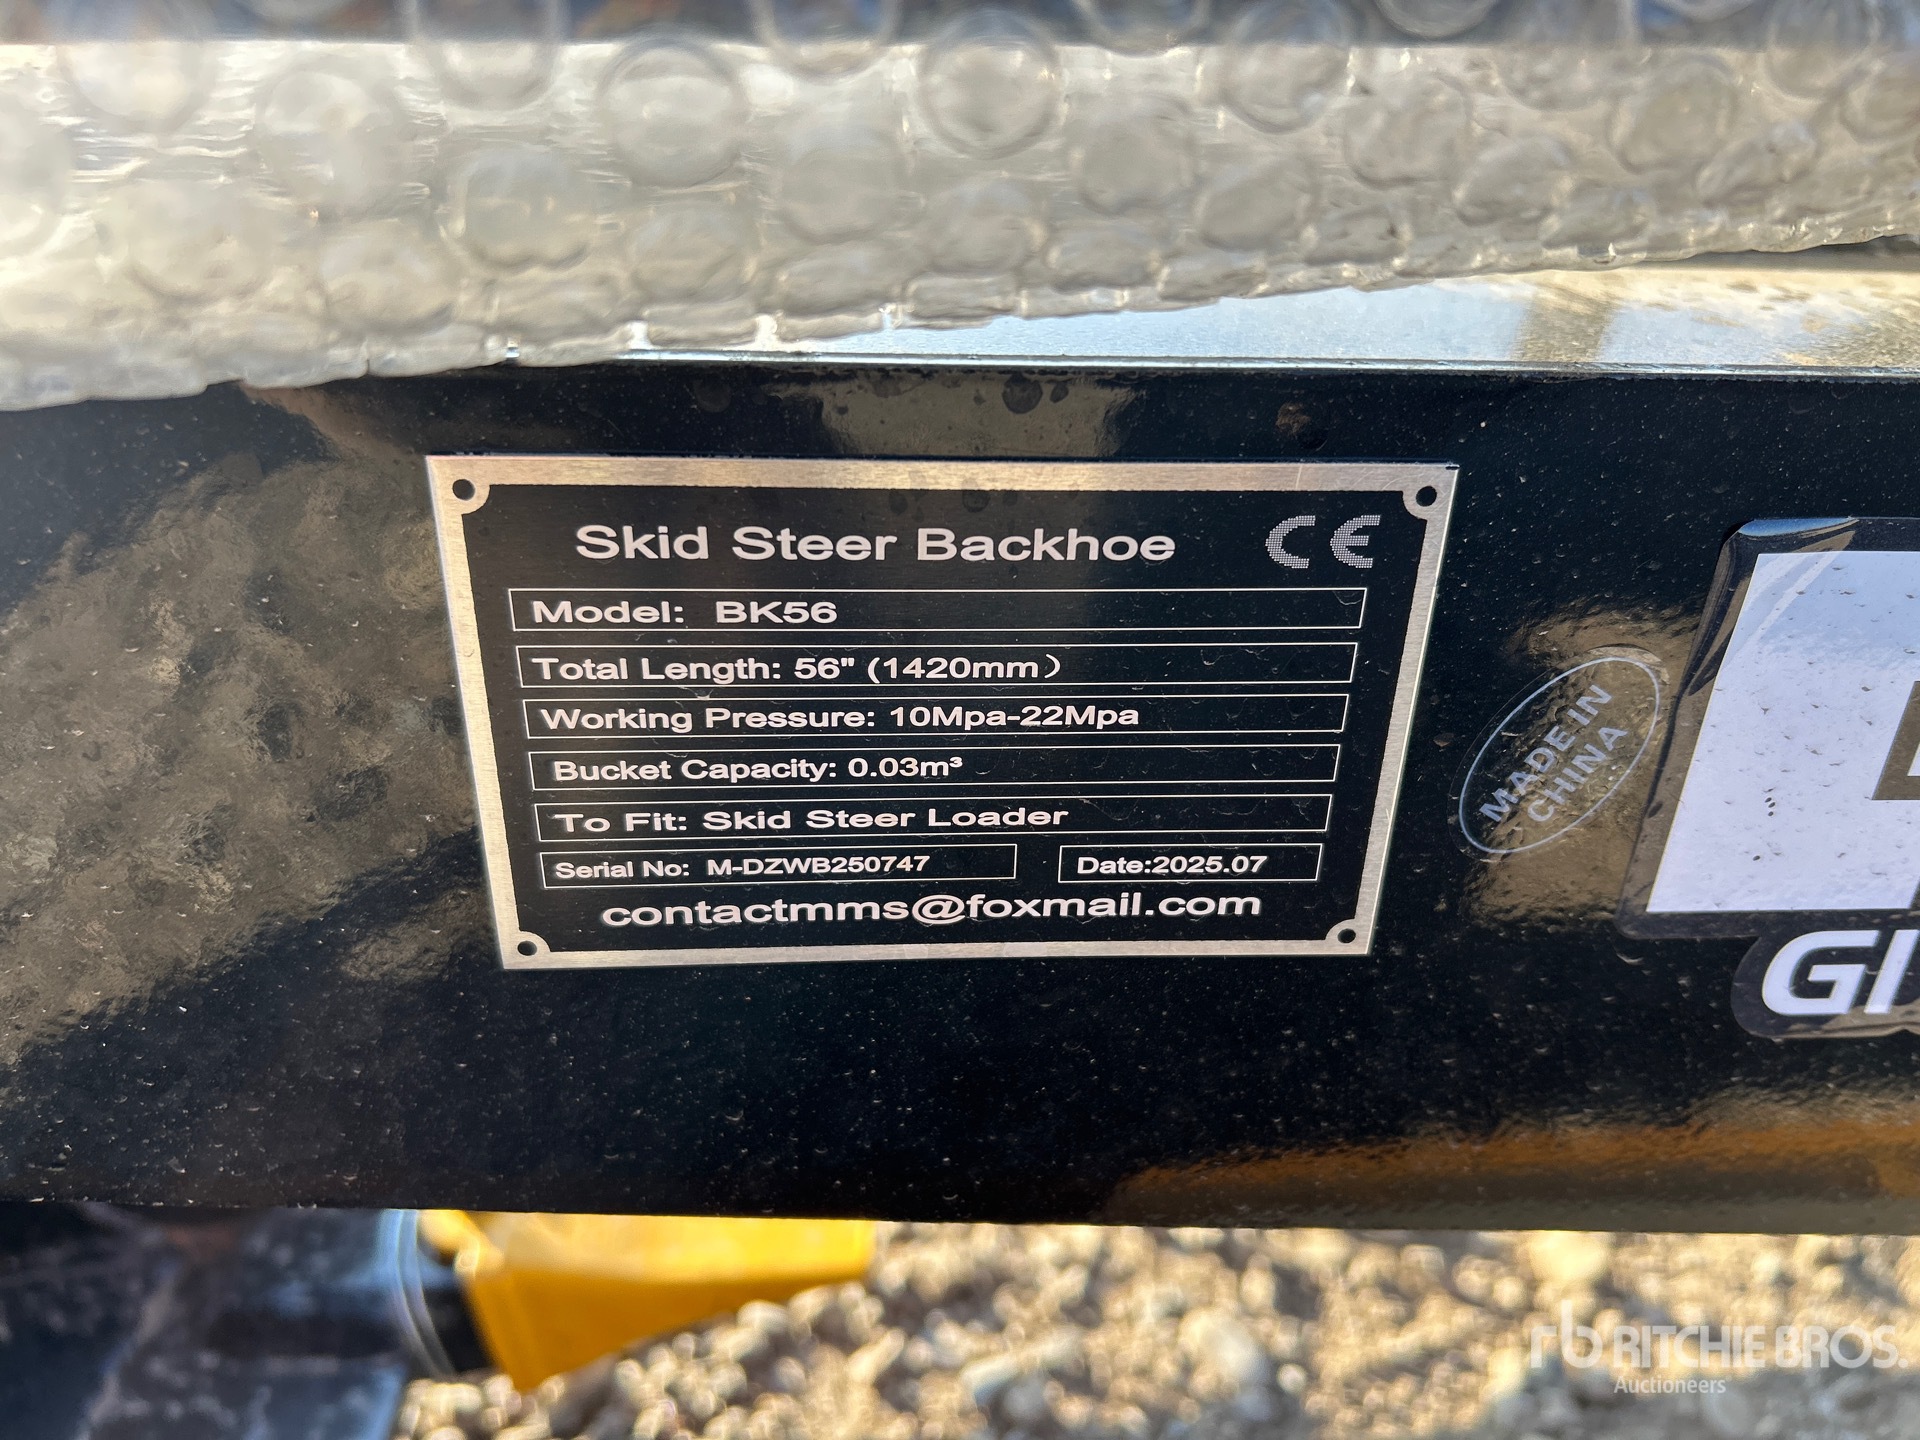 Skid Steer Backhoe CE
Model: BK56
Total Length: 56" (1420mm）
Working Pressure: 10Mpa-22Mpa
Bucket Capacity: 0.03m³
To Fit: Skid Steer Loader
Serial No: M-DZWB250747 Date:2025.07
contactmms@foxmail.com
MADE IN
CHINA
GI
rb RITCHIE BROS.
Auctioneers